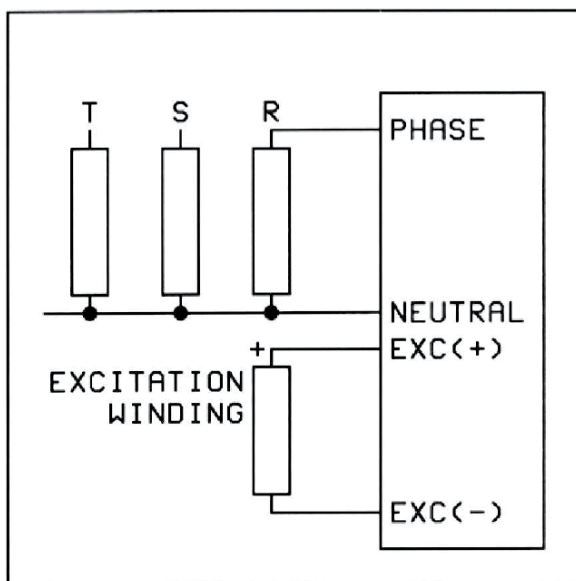 T S R
PHASE
NEUTRAL
+ EXC(+)
EXCITATION
WINDING
EXC(-)